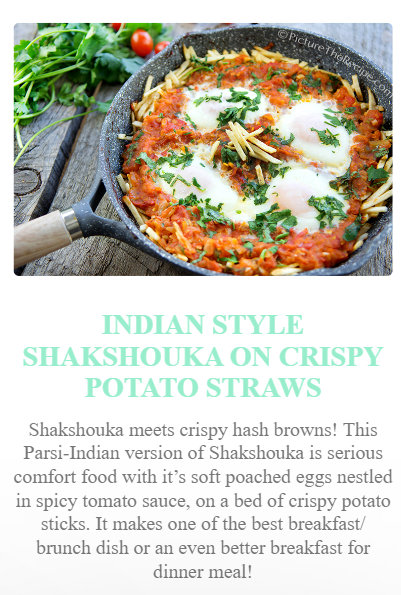 ©PictureTheRecipe.Com
INDIAN STYLE
SHAKSHOUKA ON CRISPY
POTATO STRAWS
Shakshouka meets crispy hash browns! This
Parsi-Indian version of Shakshouka is serious
comfort food with it’s soft poached eggs nestled
in spicy tomato sauce, on a bed of crispy potato
sticks. It makes one of the best breakfast/
brunch dish or an even better breakfast for
dinner meal!